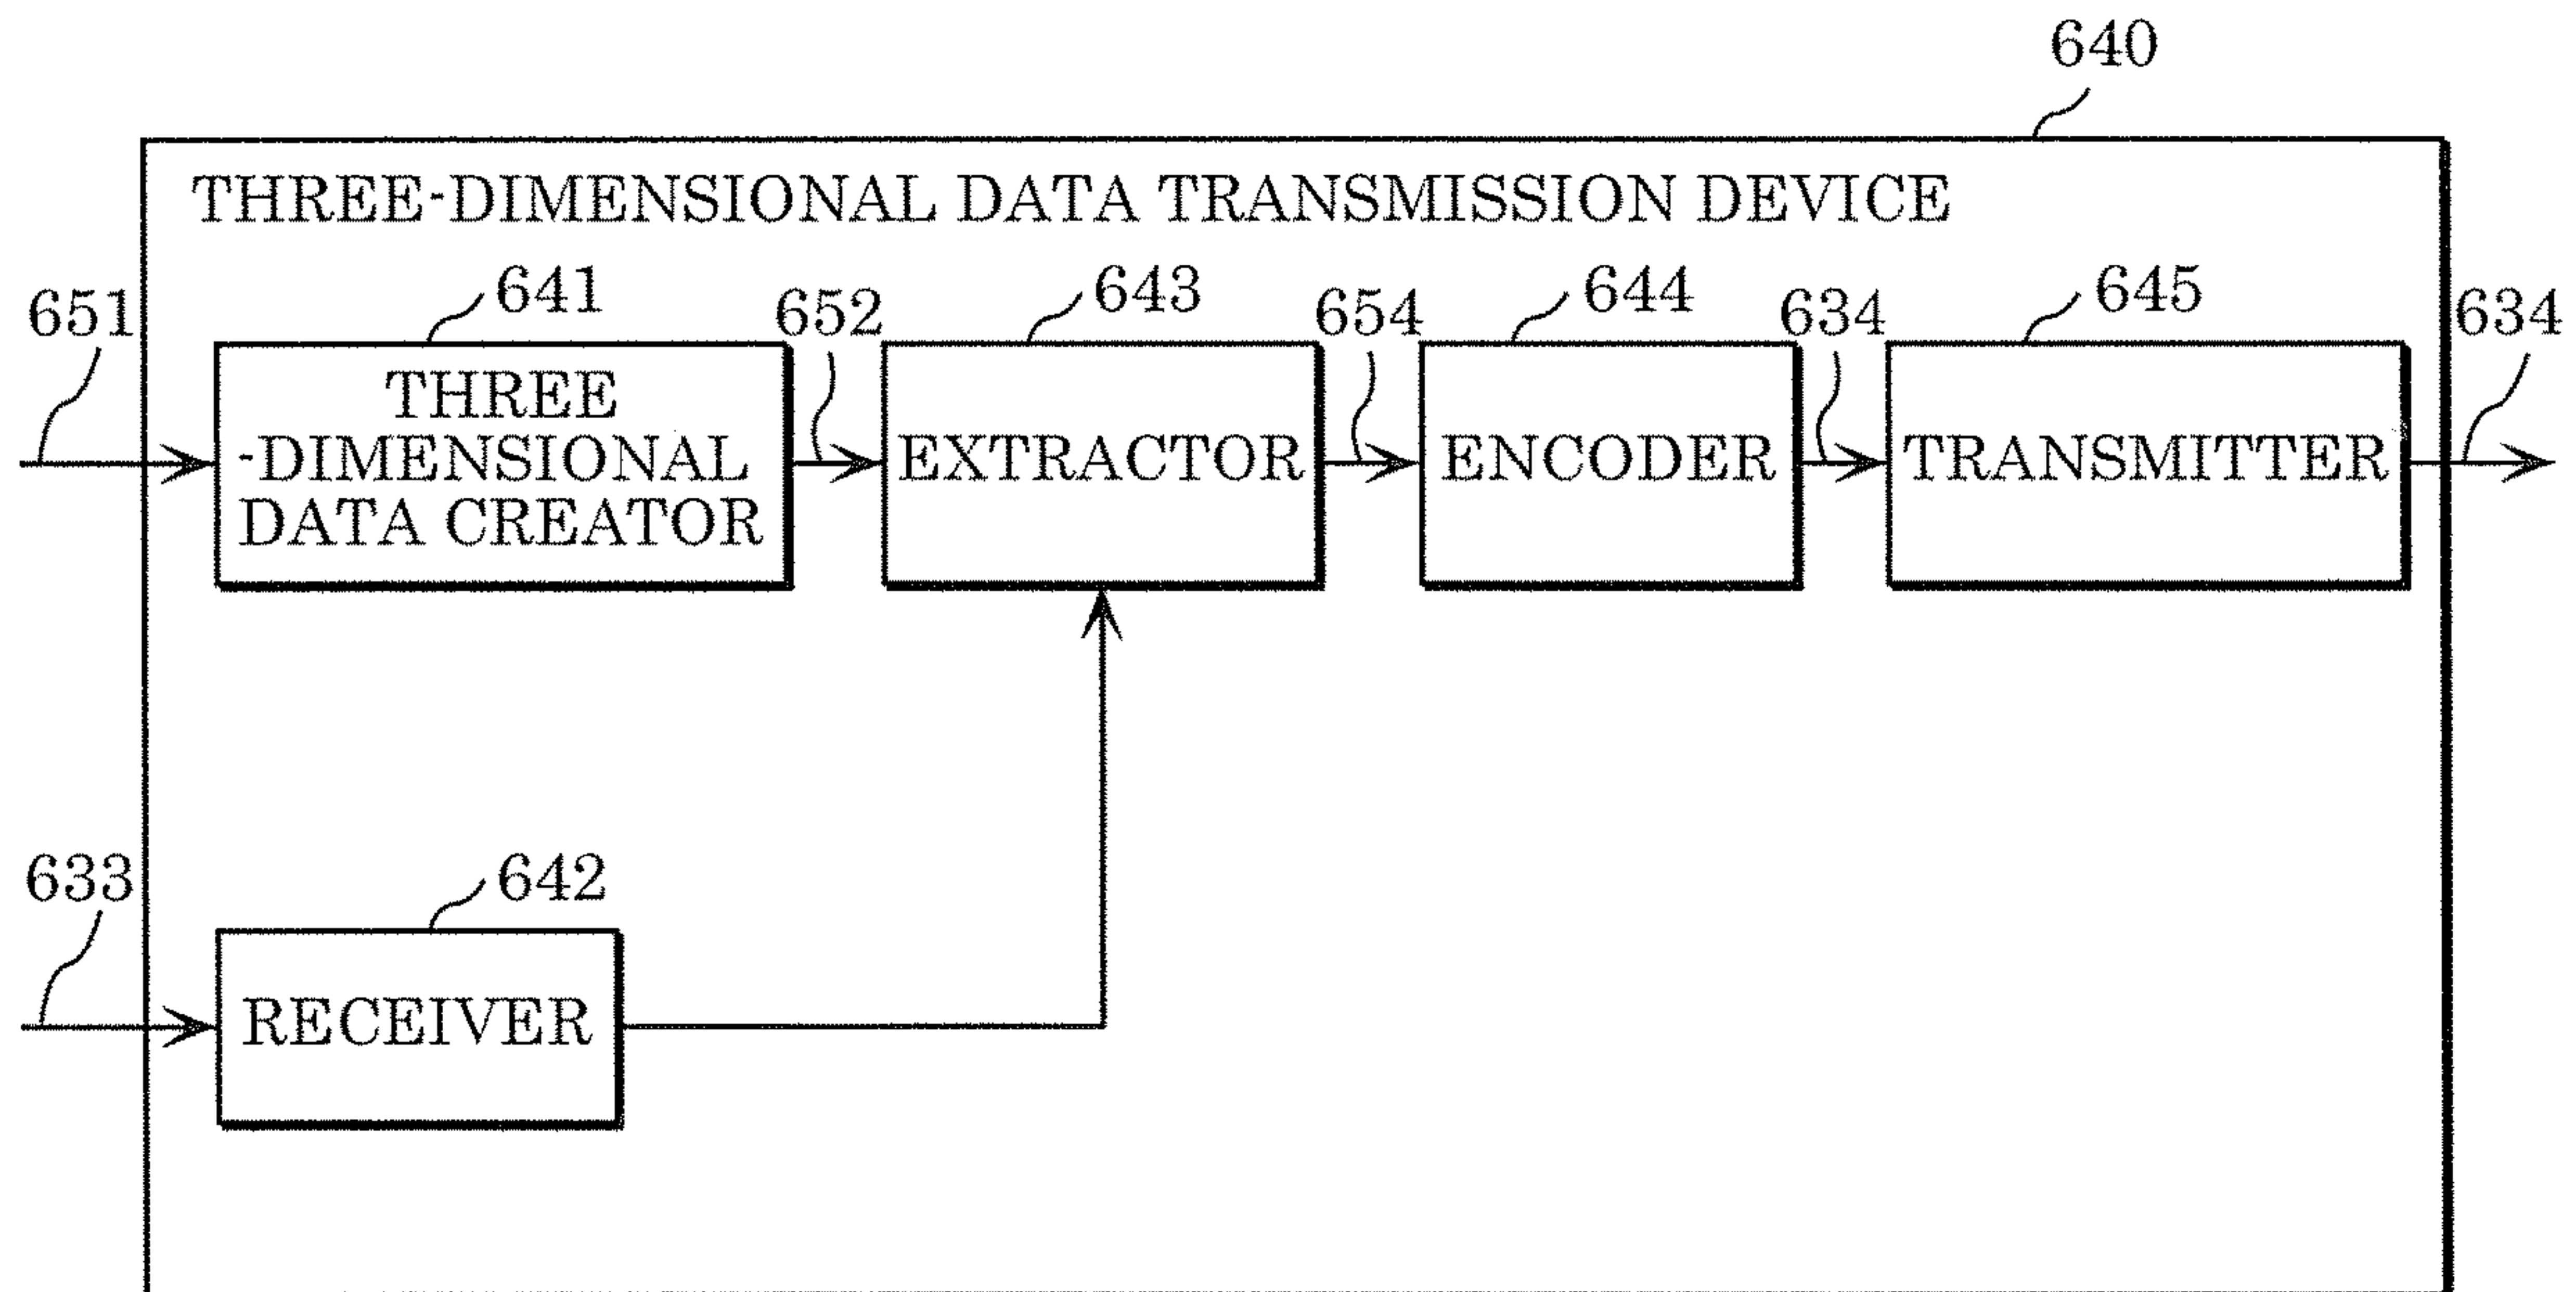 640
THREE-DIMENSIONAL DATA TRANSMISSION DEVICE
651
641
652
643
654
644
634
645
634
THREE
-DIMENSIONAL
DATA CREATOR
EXTRACTOR
ENCODER
TRANSMITTER
633
642
RECEIVER